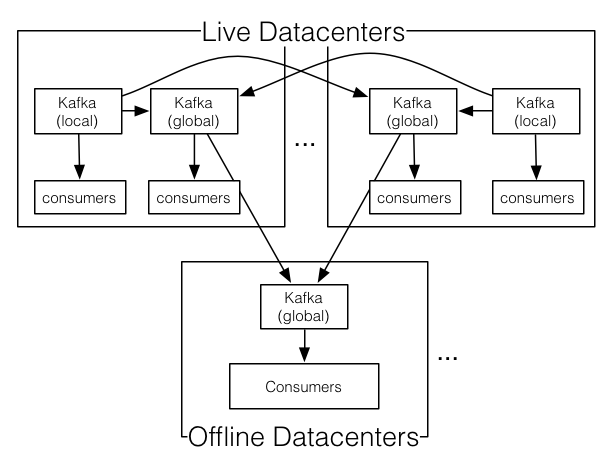 Live Datacenters
Kafka
(local)
Kafka
(global)
Kafka
(global)
Kafka
(local)
...
consumers
consumers
consumers
consumers
Kafka
(global)
...
Consumers
Offline Datacenters